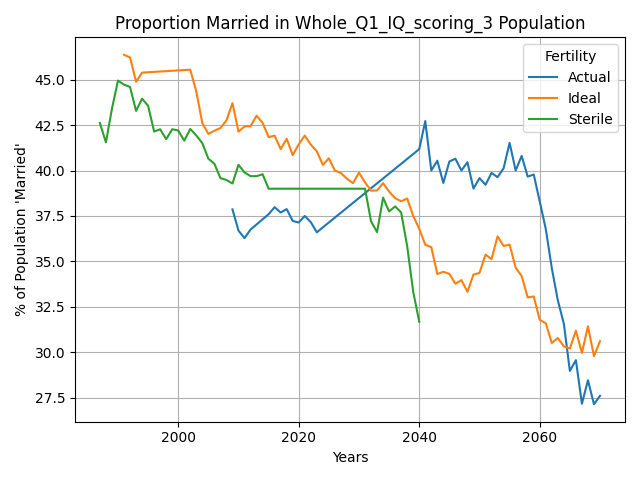 Proportion Married in Whole_Q1_IQ_scoring_3 Population
% of Population 'Married'
45.0
42.5
40.0
37.5
35.0
32.5
30.0
27.5
Fertility
Actual
Ideal
Sterile
2000
2020
2040
2060
Years